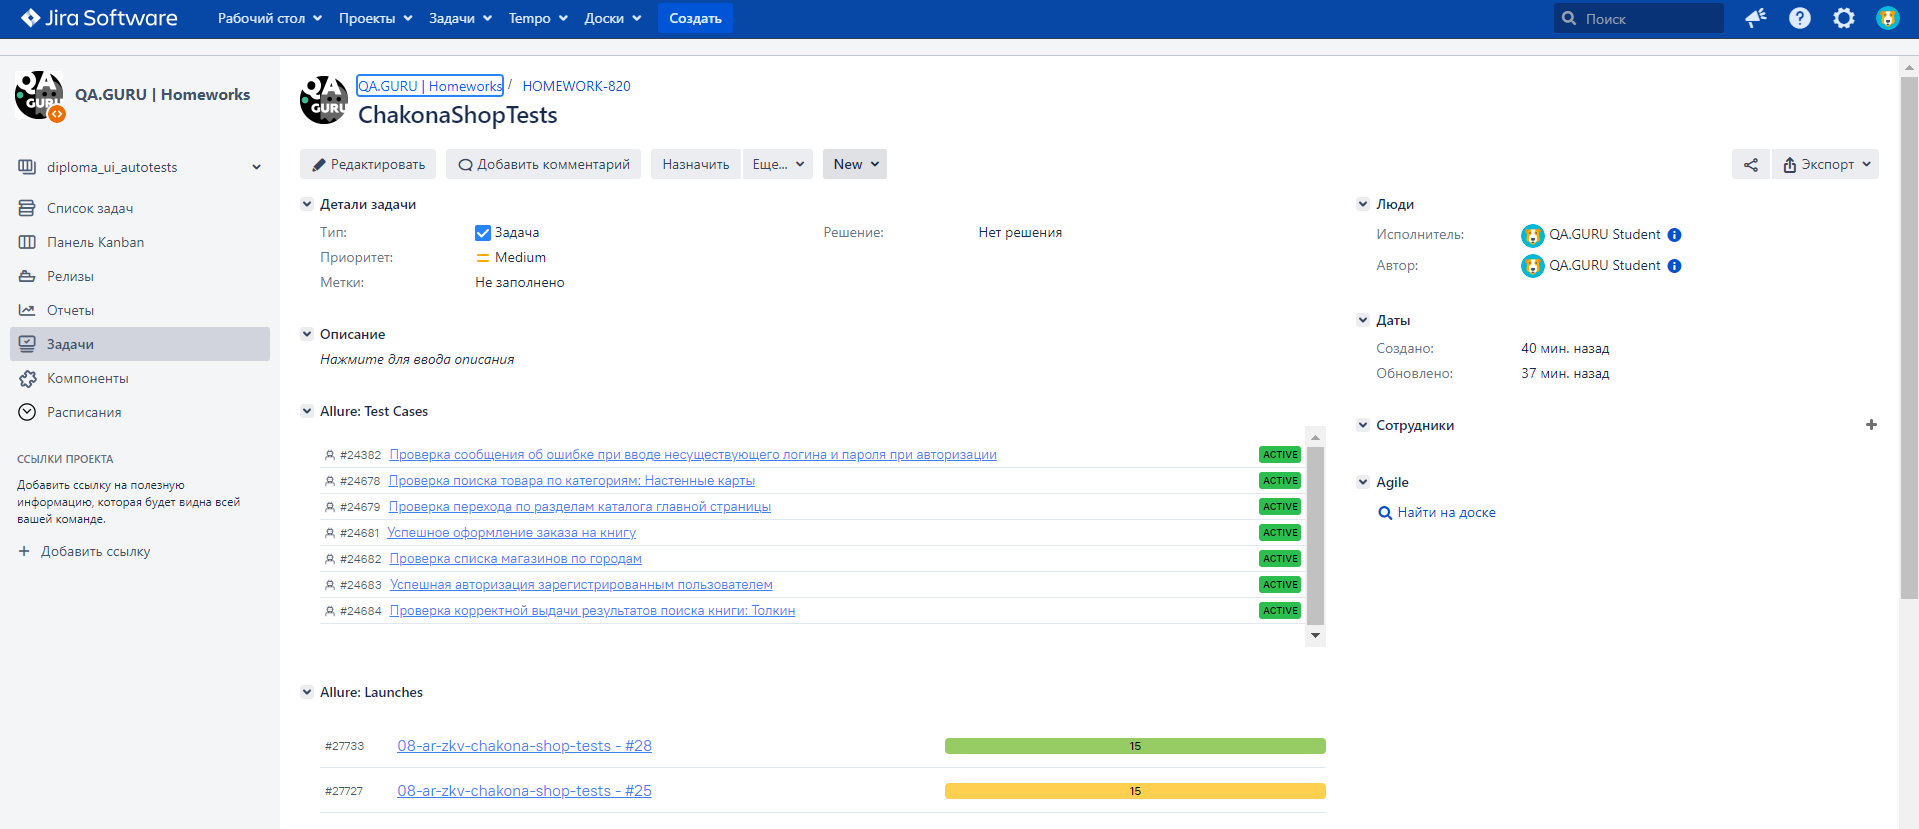 Jira Software Рабочий стол Проекты Задачи Tempo Доски Создать Поиск
QA GURU
QA.GURU | Homeworks
diploma_ui_autotests
Список задач
Панель Kanban
Релизы
Отчеты
Задачи
Компоненты
Расписания
ССЫЛКИ ПРОЕКТА
Добавить ссылку на полезную
информацию, которая будет видна всей
вашей команде.
+ Добавить ссылку
QA GURU
QA.GURU | Homeworks / HOMEWORK-820
ChakonaShopTests
Редактировать Добавить комментарий Назначить Еще... New Экспорт
Детали задачи
Тип: Задача Решение: Нет решения
Приоритет: Medium
Метки: Не заполнено
Описание
Нажмите для ввода описания
Allure: Test Cases
#24382 Проверка сообщения об ошибке при вводе несуществующего логина и пароля при авторизации ACTIVE
#24678 Проверка поиска товара по категориям: Настенные карты ACTIVE
#24679 Проверка перехода по разделам каталога главной страницы ACTIVE
#24681 Успешное оформление заказа на книгу ACTIVE
#24682 Проверка списка магазинов по городам ACTIVE
#24683 Успешная авторизация зарегистрированным пользователем ACTIVE
#24684 Проверка корректной выдачи результатов поиска книги: Толкин ACTIVE
Allure: Launches
#27733 08-ar-zkv-chakona-shop-tests - #28 15
#27727 08-ar-zkv-chakona-shop-tests - #25 15
Люди
Исполнитель: QA.GURU Student
Автор: QA.GURU Student
Даты
Создано: 40 мин. назад
Обновлено: 37 мин. назад
Сотрудники +
Agile
Найти на доске